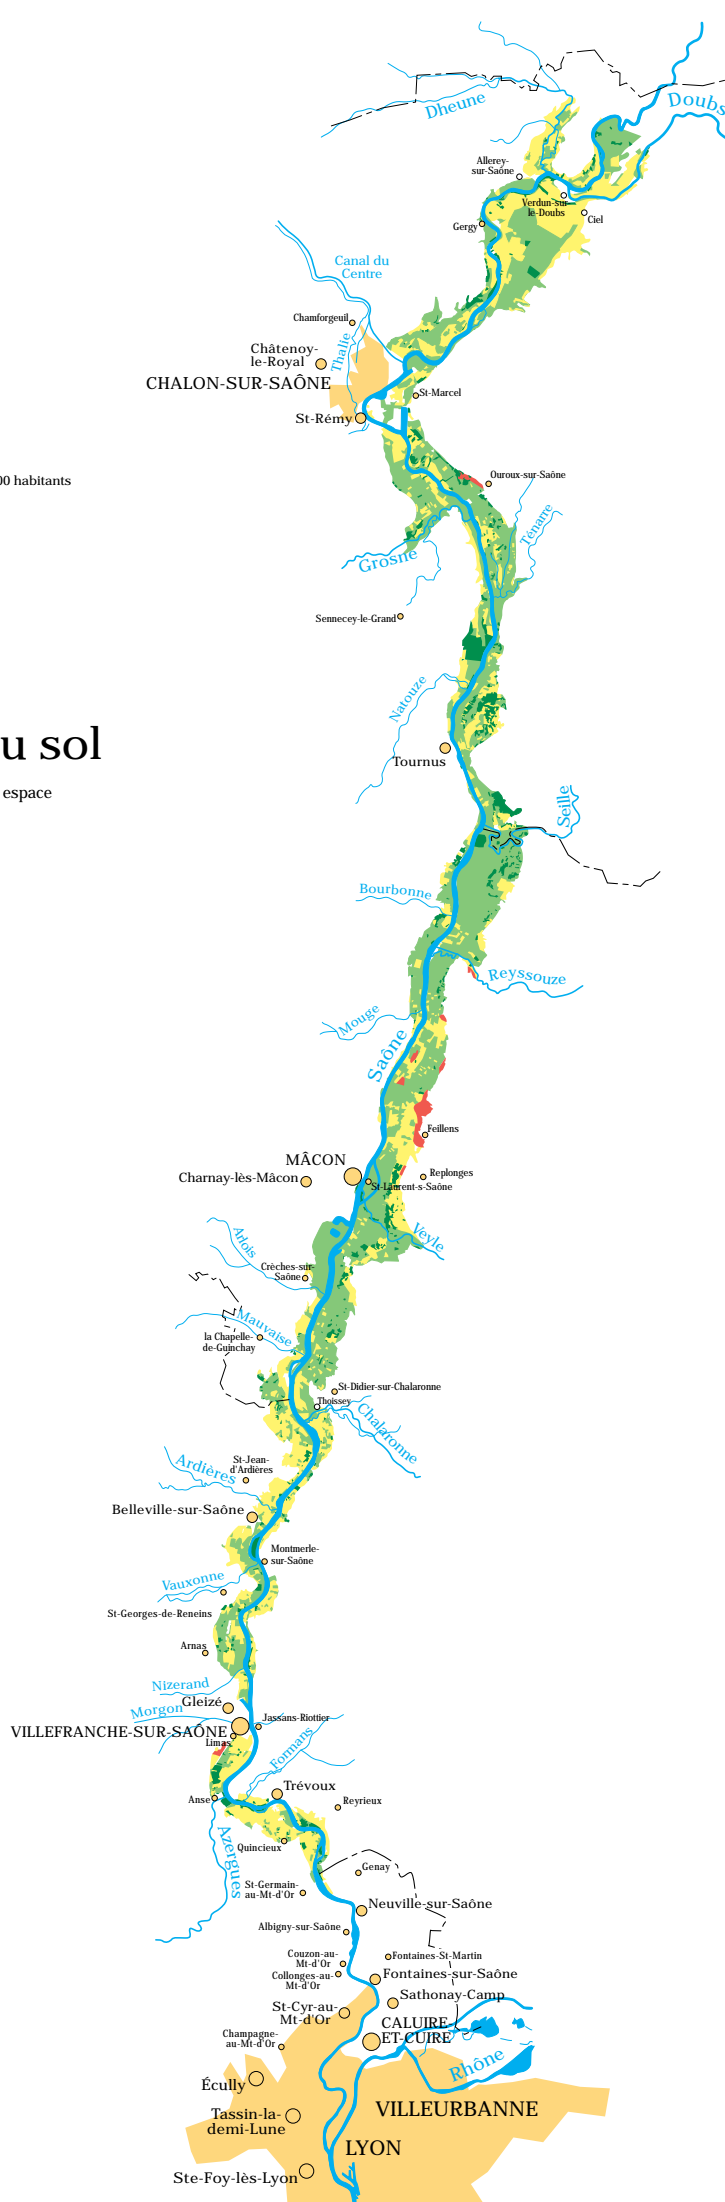 Dheune
Doubs
Allerey-
sur-Saône
Verdun-sur-
le-Doubs
Ciel
Gergy
Canal du
Centre
Chamforgeuil
Thalie
Châtenoy-
le-Royal
CHALON-SUR-SAÔNE
St-Marcel
St-Rémy
Ouroux-sur-Saône
00 habitants
Ténarre
Grosne
Sennecey-le-Grand
Natouze
u sol
Tournus
espace
Seille
Bourbonne
Reyssouze
Mouge
Saône
Feillens
MÂCON
Charnay-lès-Mâcon
Replonges
St-Laurent-s-Saône
Arlois
Veyle
Crèches-sur-
Saône
Mauvaise
la Chapelle-
de-Guinchay
St-Didier-sur-Chalaronne
Thoissey
Chalaronne
Ardières
St-Jean-
d'Ardières
Belleville-sur-Saône
Montmerle-
sur-Saône
Vauxonne
St-Georges-de-Reneins
Arnas
Nizerand
Gleizé
Morgon
Jassans-Riottier
VILLEFRANCHE-SUR-SAÔNE
Limas
Formans
Trévoux
Anse
Reyrieux
Azergues
Quincieux
Genay
St-Germain-
au-Mt-d'Or
Neuville-sur-Saône
Albigny-sur-Saône
Couzon-au-
Mt-d'Or
Fontaines-St-Martin
Collonges-au-
Mt-d'Or
Fontaines-sur-Saône
Sathonay-Camp
St-Cyr-au-
Mt-d'Or
CALUIRE-
ET-CUIRE
Champagne-
au-Mt-d'Or
Rhône
Écully
VILLEURBANNE
Tassin-la-
demi-Lune
LYON
Ste-Foy-lès-Lyon